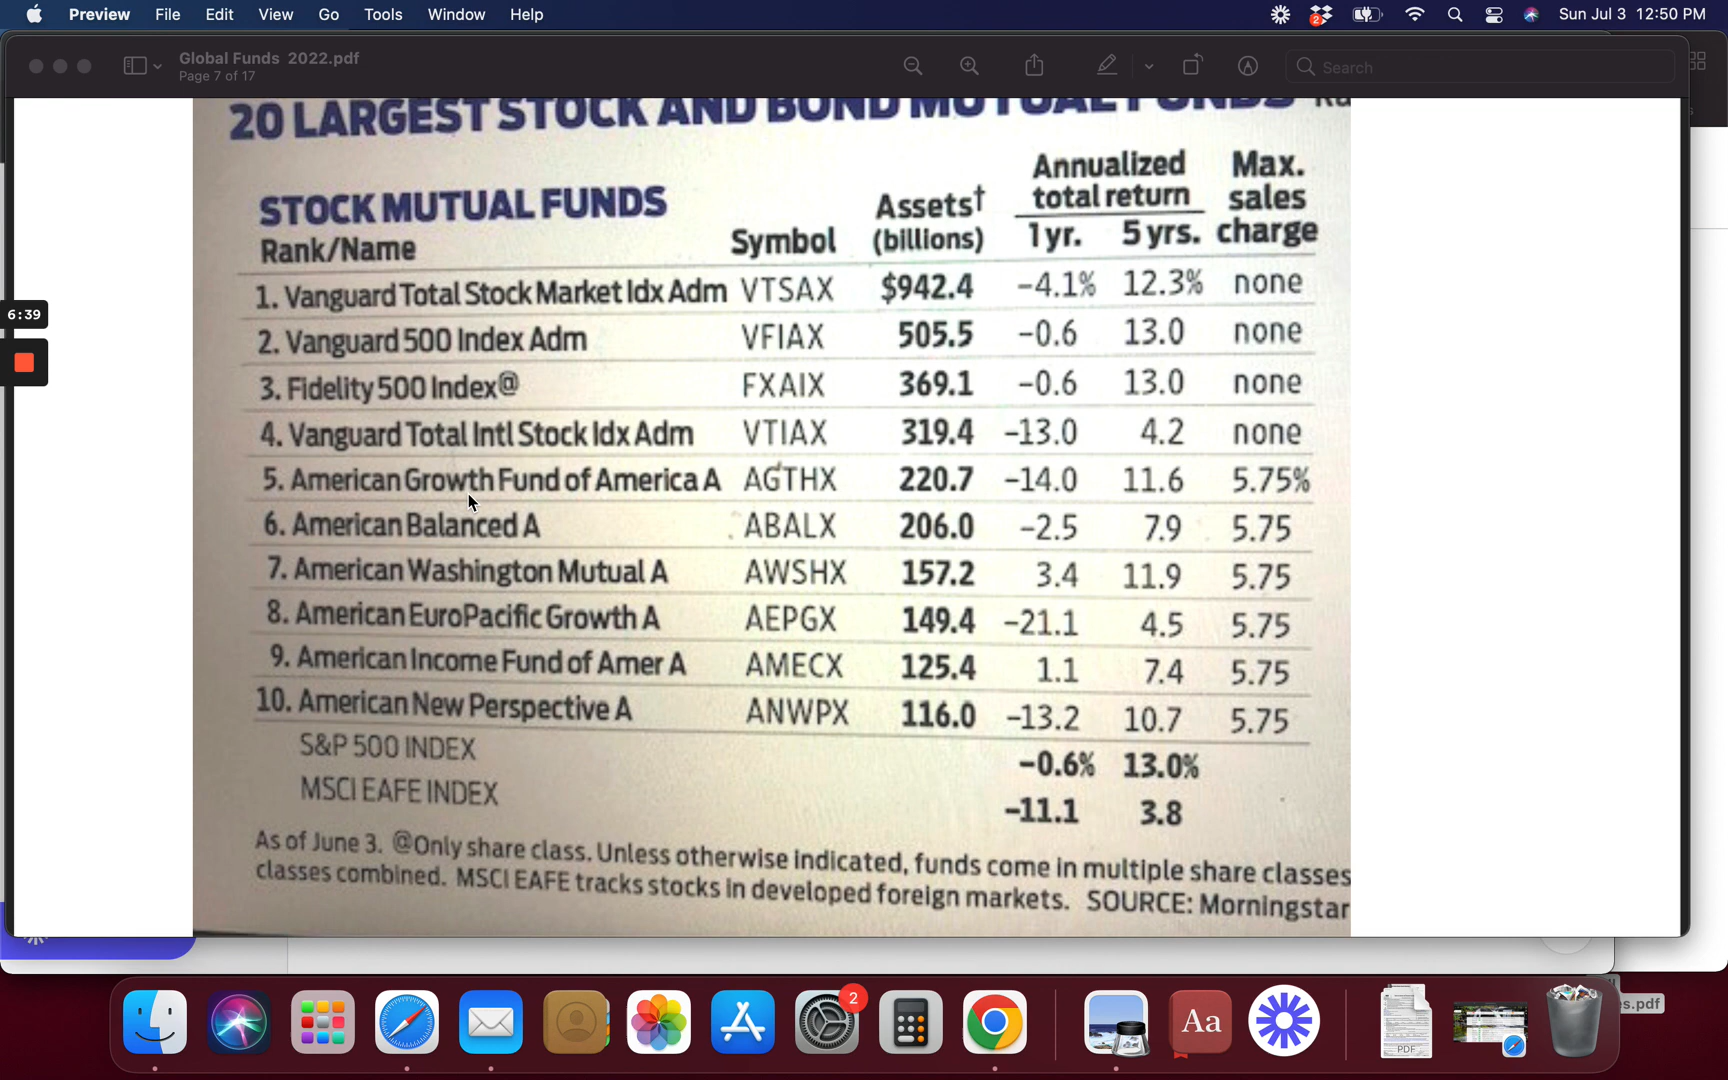 Preview File Edit View Go Tools Window Help
2
Sun Jul 3 12:50 PM
Global Funds 2022.pdf
Page 7 of 17
Search
6:39
20 LARGEST STOCK AND BOND MUTUAL FUNDS
STOCK MUTUAL FUNDS
Rank/Name Symbol Assets† (billions) Annualized total return 1 yr. 5 yrs. Max. sales charge
1. Vanguard Total Stock Market Idx Adm VTSAX $942.4 -4.1% 12.3% none
2. Vanguard 500 Index Adm VFIAX 505.5 -0.6 13.0 none
3. Fidelity 500 Index@ FXAIX 369.1 -0.6 13.0 none
4. Vanguard Total Intl Stock Idx Adm VTIAX 319.4 -13.0 4.2 none
5. American Growth Fund of America A AGTHX 220.7 -14.0 11.6 5.75%
6. American Balanced A ABALX 206.0 -2.5 7.9 5.75
7. American Washington Mutual A AWSHX 157.2 3.4 11.9 5.75
8. American EuroPacific Growth A AEPGX 149.4 -21.1 4.5 5.75
9. American Income Fund of Amer A AMECX 125.4 1.1 7.4 5.75
10. American New Perspective A ANWPX 116.0 -13.2 10.7 5.75
S&P 500 INDEX -0.6% 13.0%
MSCI EAFE INDEX -11.1 3.8
As of June 3. @Only share class. Unless otherwise indicated, funds come in multiple share classes
classes combined. MSCI EAFE tracks stocks in developed foreign markets. SOURCE: Morningstar
2
Aa
PDF
s.pdf